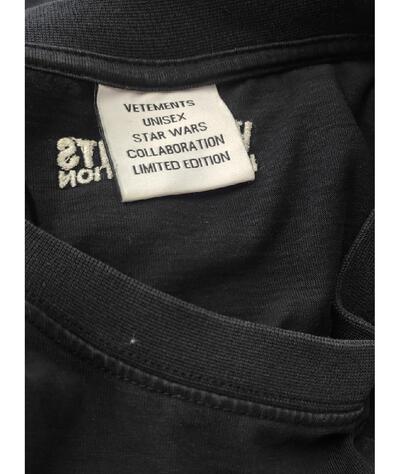 VETEMENTS
UNISEX
STAR WARS
COLLABORATION
LIMITED EDITION